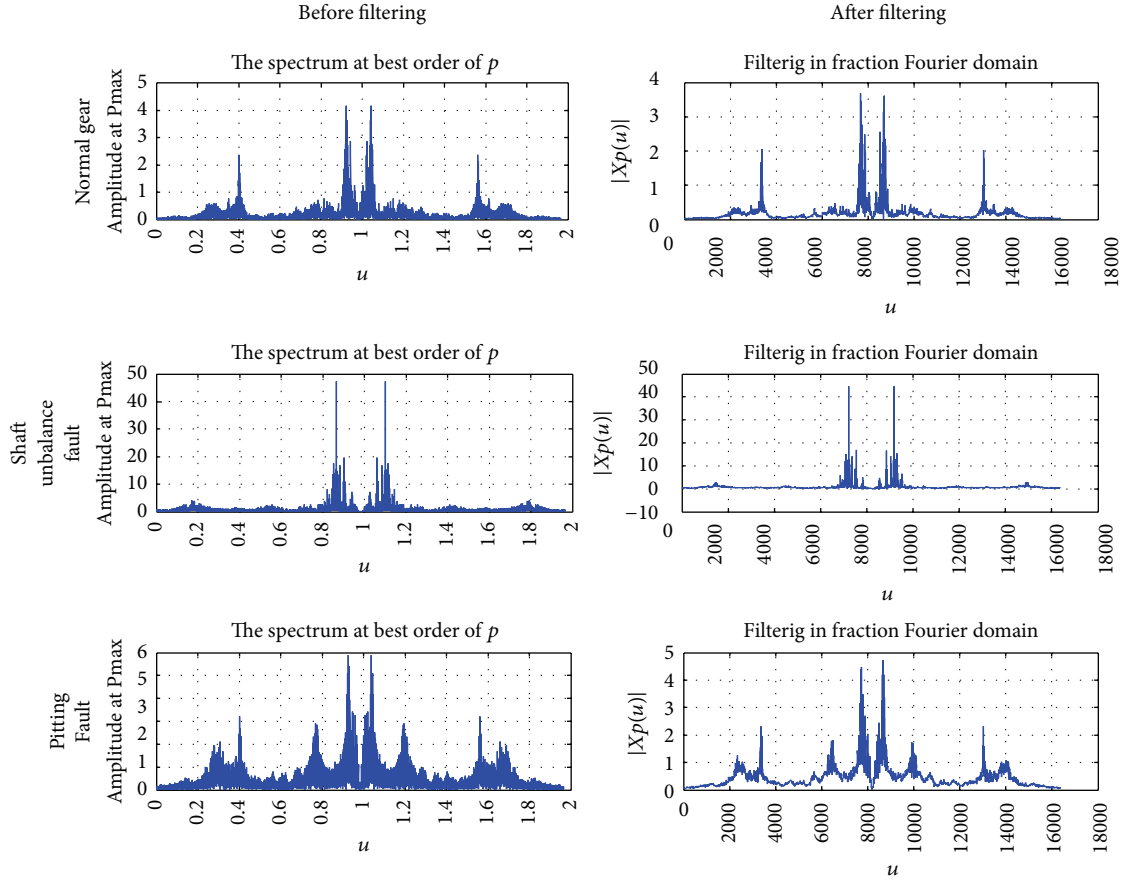 Before filtering
After filtering
Normal gear
Amplitude at Pmax
The spectrum at best order of p
5
4
3
2
1
0
0 0.2 0.4 0.6 0.8 1 1.2 1.4 1.6 1.8 2
u
|Xp(u)|
Filterig in fraction Fourier domain
4
3
2
1
0
0 2000 4000 6000 8000 10000 12000 14000 16000 18000
u
Shaft
unbalance
fault
Amplitude at Pmax
The spectrum at best order of p
50
40
30
20
10
0
0 0.2 0.4 0.6 0.8 1 1.2 1.4 1.6 1.8 2
u
|Xp(u)|
Filterig in fraction Fourier domain
50
40
30
20
10
0
−10
0 2000 4000 6000 8000 10000 12000 14000 16000 18000
u
Pitting
Fault
Amplitude at Pmax
The spectrum at best order of p
6
5
3
2
1
0
0 0.2 0.4 0.6 0.8 1 1.2 1.4 1.6 1.8 2
u
|Xp(u)|
Filterig in fraction Fourier domain
5
4
3
2
1
0
0 2000 4000 6000 8000 10000 12000 14000 16000 18000
u